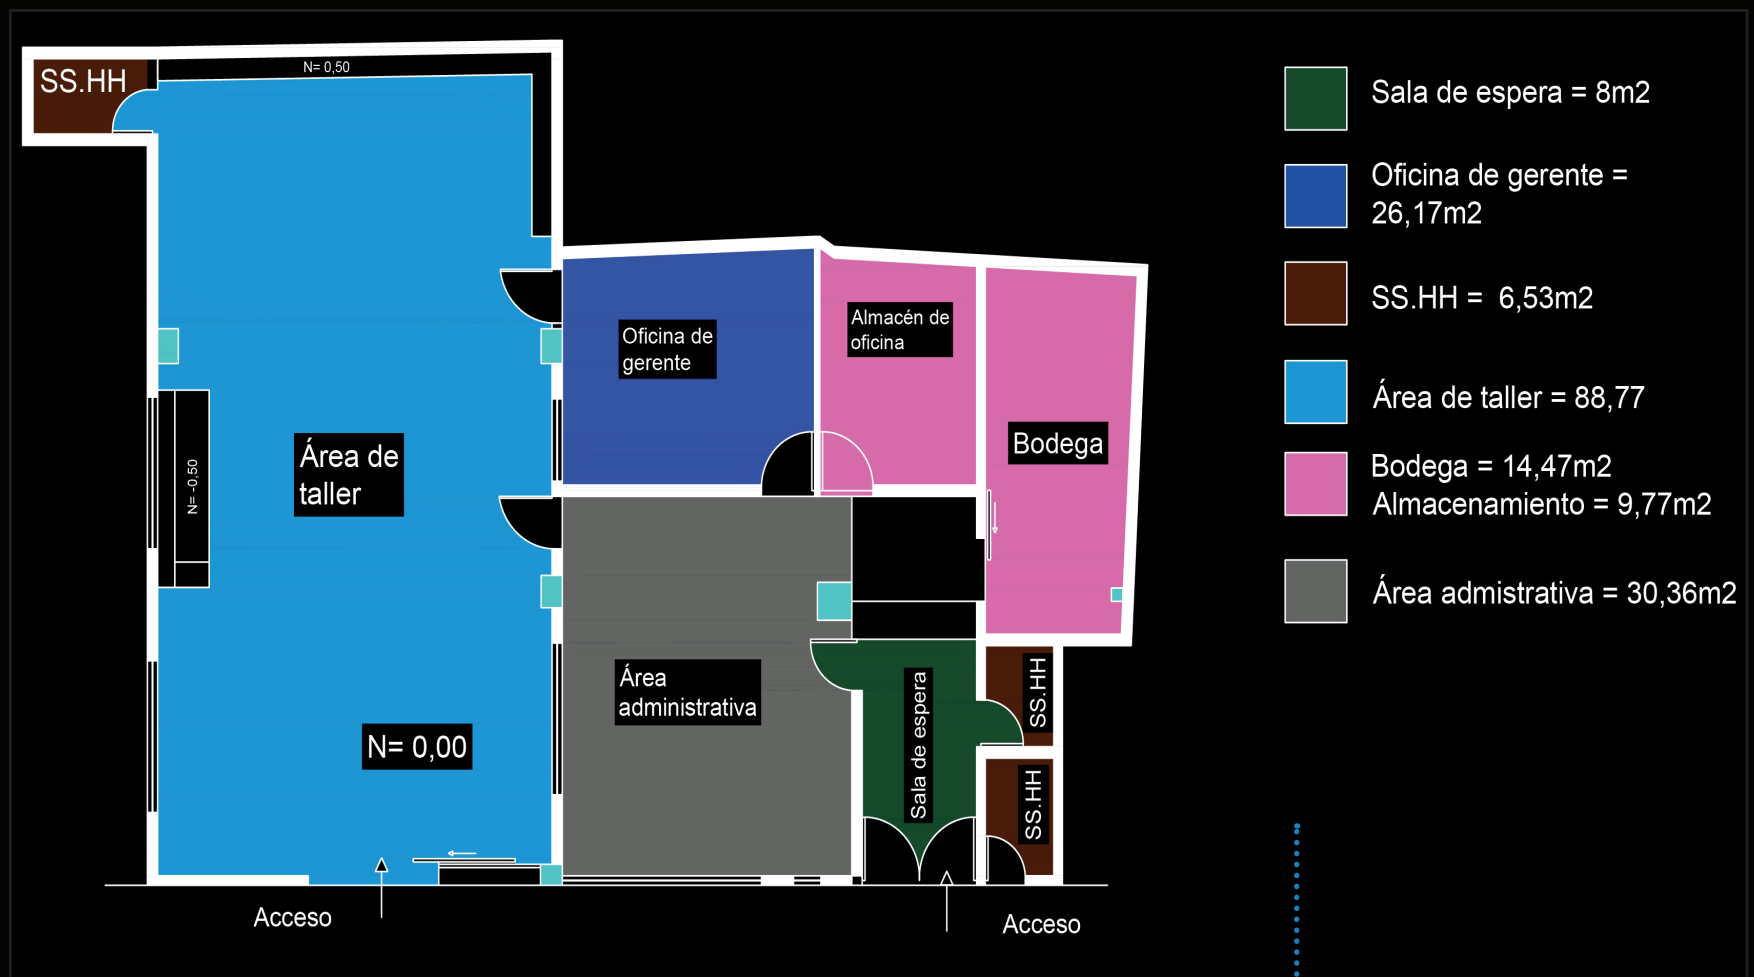 SS.HH
N= 0,50
Oficina de
gerente
Almacén de
oficina
Bodega
Área de
taller
N= -0,50
Área
administrativa
N= 0,00
Sala de espera
SS.HH
SS.HH
Acceso
Acceso
Sala de espera = 8m2
Oficina de gerente =
26,17m2
SS.HH = 6,53m2
Área de taller = 88,77
Bodega = 14,47m2
Almacenamiento = 9,77m2
Área admistrativa = 30,36m2